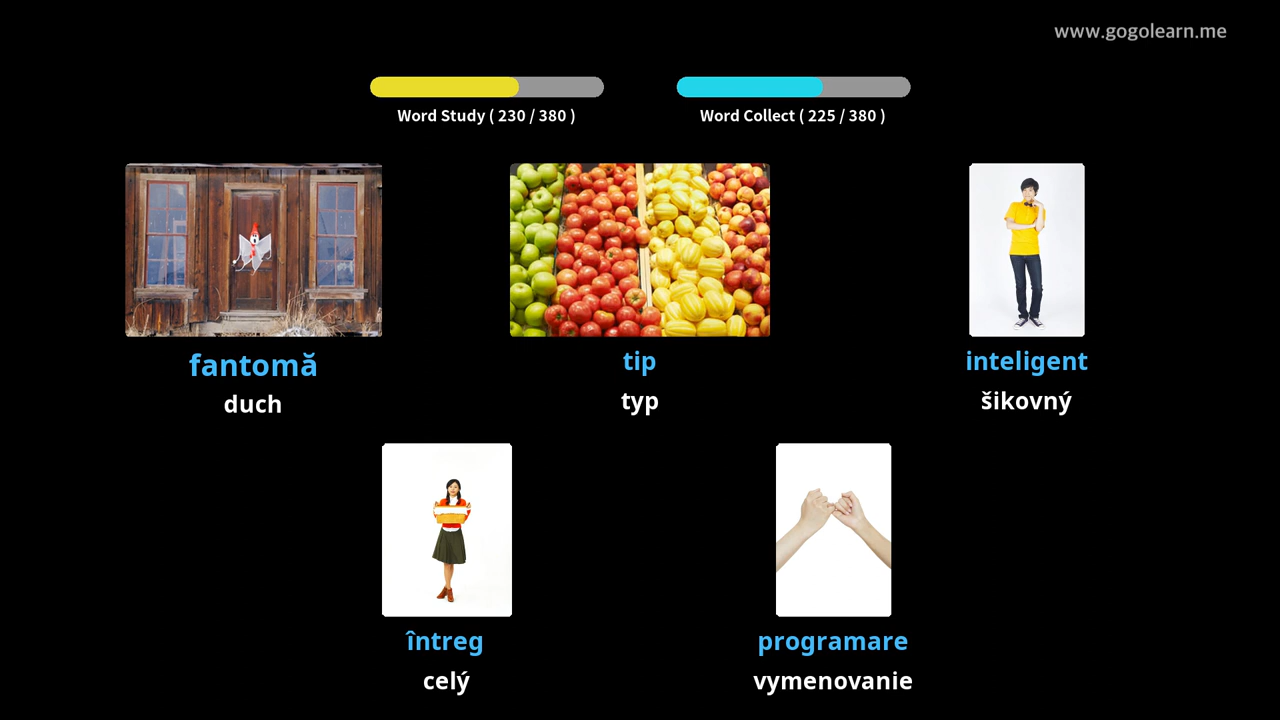 www.gogolearn.me
Word Study ( 230 / 380 )
Word Collect ( 225 / 380 )
fantomă
duch
tip
typ
inteligent
šikovný
întreg
celý
programare
vymenovanie